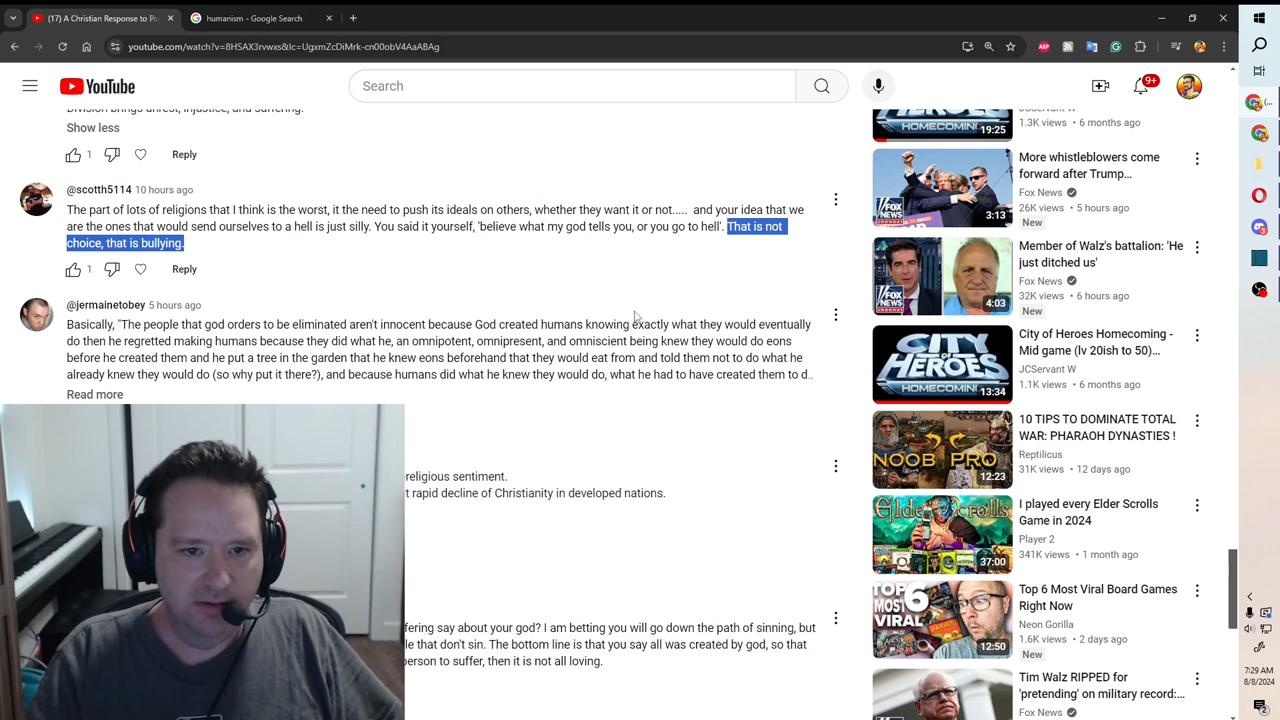 (17) A Christian Response to Po
humanism - Google Search
youtube.com/watch?v=8HSAX3rvwxs&lc=UgxmZcDiMrk-cn00obV4AaABAg
YouTube
Search
9+
Division brings unrest, injustice, and suffering.
Show less
1
Reply
@scotth5114 10 hours ago
The part of lots of religions that I think is the worst, it the need to push its ideals on others, whether they want it or not..... and your idea that we
are the ones that would send ourselves to a hell is just silly. You said it yourself, 'believe what my god tells you, or you go to hell'. That is not
choice, that is bullying.
1
Reply
@jermainetobey 5 hours ago
Basically, "The people that god orders to be eliminated aren't innocent because God created humans knowing exactly what they would eventually
do then he regretted making humans because they did what he, an omnipotent, omnipresent, and omniscient being knew they would do eons
before he created them and he put a tree in the garden that he knew eons beforehand that they would eat from and told them not to do what he
already knew they would do (so why put it there?), and because humans did what he knew they would do, what he had to have created them to d...
Read more
religious sentiment.
t rapid decline of Christianity in developed nations.
fering say about your god? I am betting you will go down the path of sinning, but
le that don't sin. The bottom line is that you say all was created by god, so that
erson to suffer, then it is not all loving.
HOMECOMING
19:25
JCServant W
1.3K views • 6 months ago
3:13
More whistleblowers come
forward after Trump...
Fox News
26K views • 5 hours ago
New
4:03
Member of Walz's battalion: 'He
just ditched us'
Fox News
32K views • 6 hours ago
New
CITY OF
HEROES
HOMECOMING
13:34
City of Heroes Homecoming -
Mid game (lv 20ish to 50)...
JCServant W
1.1K views • 6 months ago
NOOB PRO
12:23
10 TIPS TO DOMINATE TOTAL
WAR: PHARAOH DYNASTIES !
Reptilicus
31K views • 12 days ago
Elder Scrolls
37:00
I played every Elder Scrolls
Game in 2024
Player 2
341K views • 1 month ago
TOP 6
MOST
VIRAL
12:50
Top 6 Most Viral Board Games
Right Now
Neon Gorilla
1.6K views • 2 days ago
New
Tim Walz RIPPED for
'pretending' on military record:...
Fox News
ABP
7:29 AM
8/8/2024
2